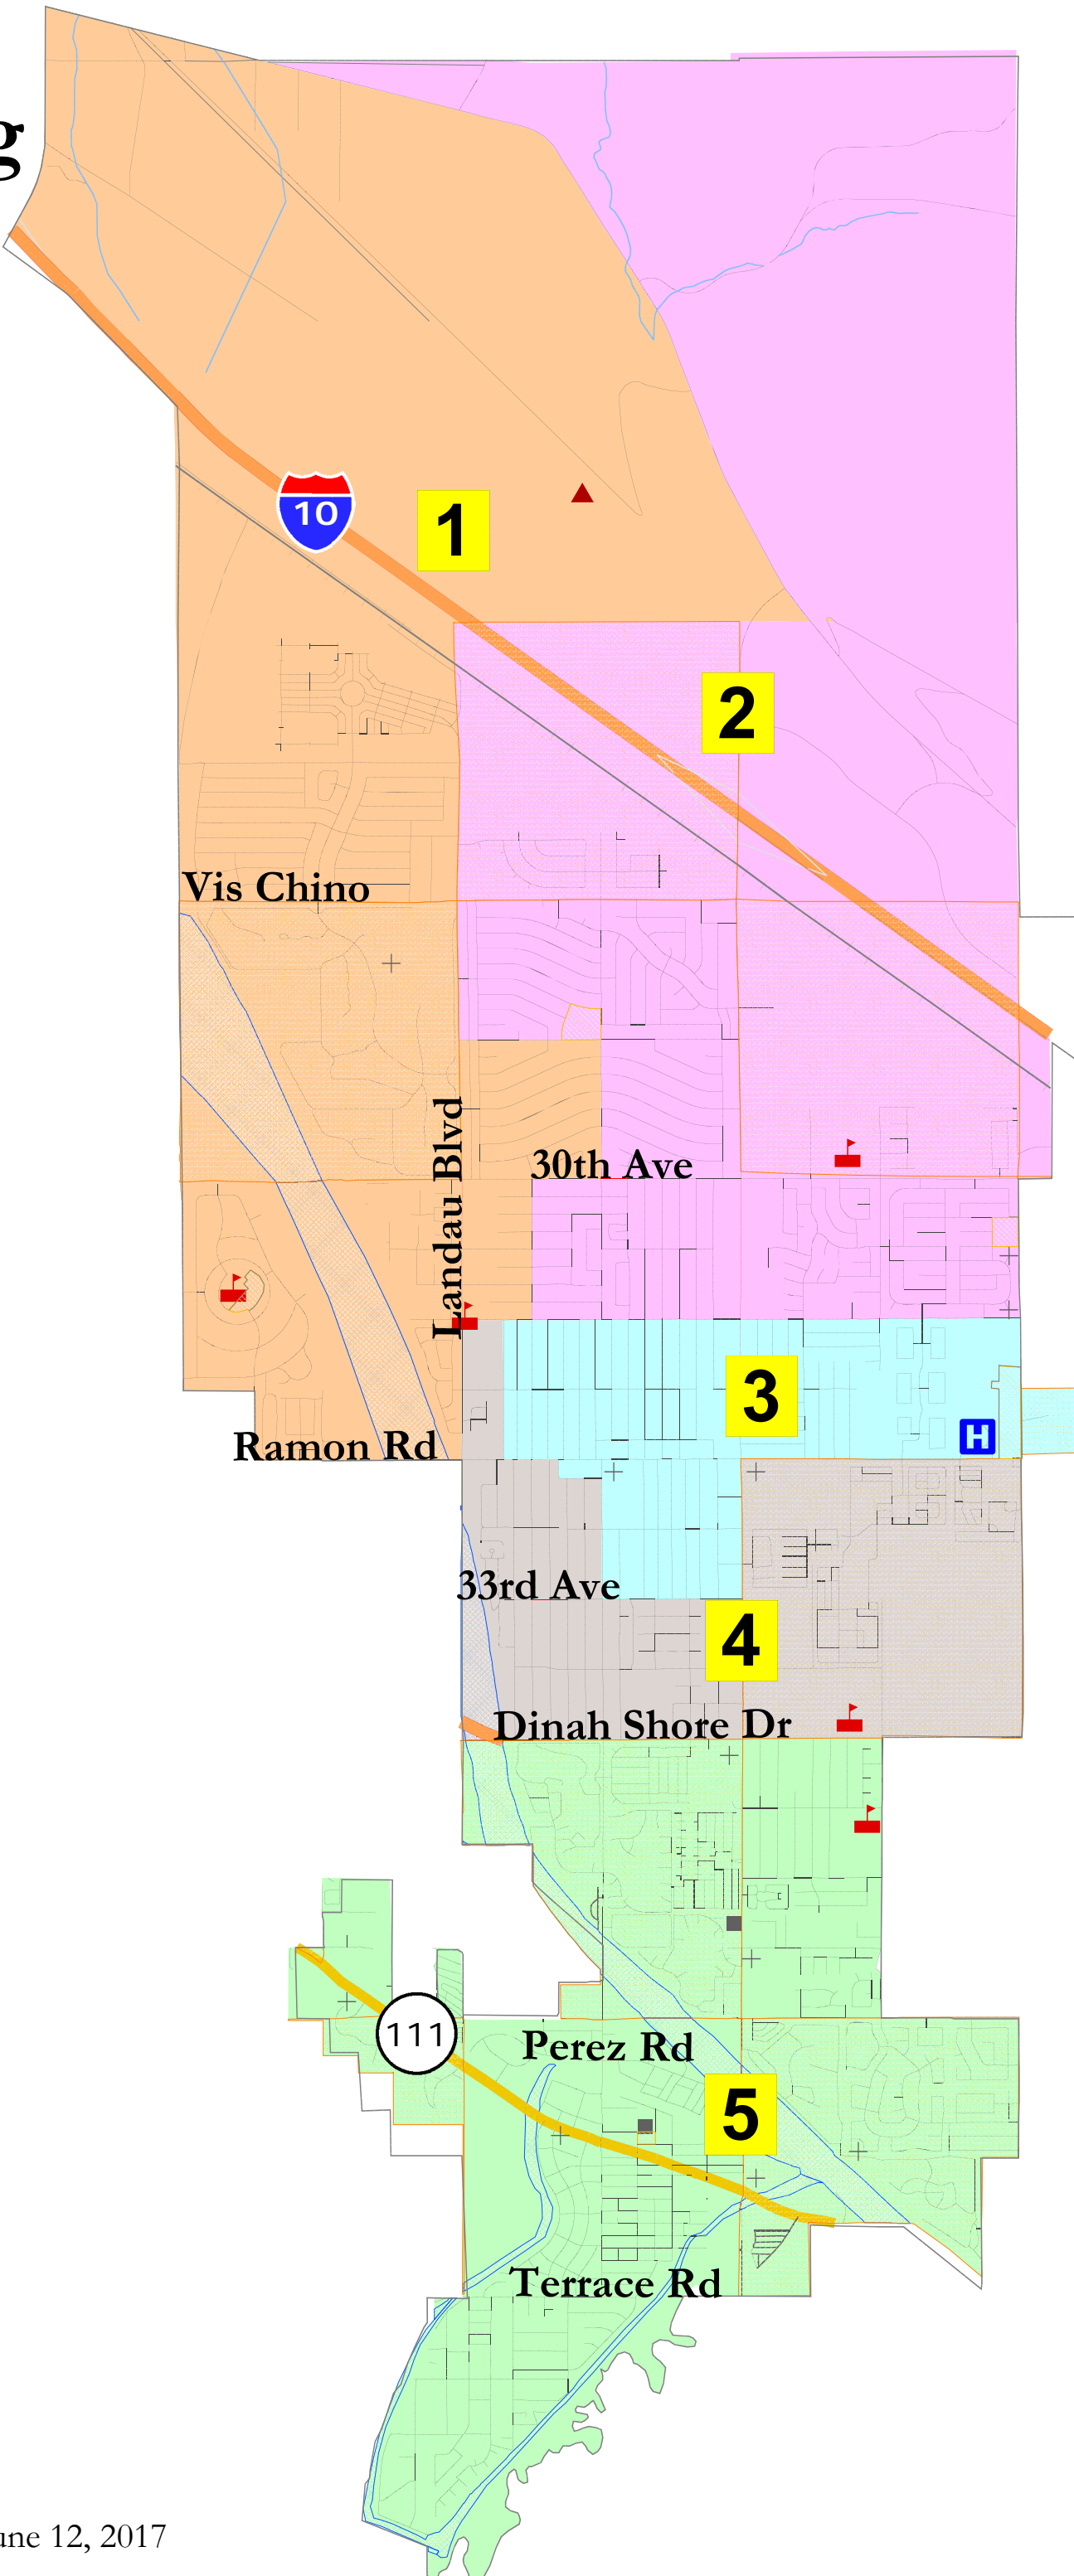 g
10
1
2
Vis Chino
Landau Blvd
30th Ave
3
H
Ramon Rd
33rd Ave
4
Dinah Shore Dr
111
Perez Rd
5
Terrace Rd
une 12, 2017